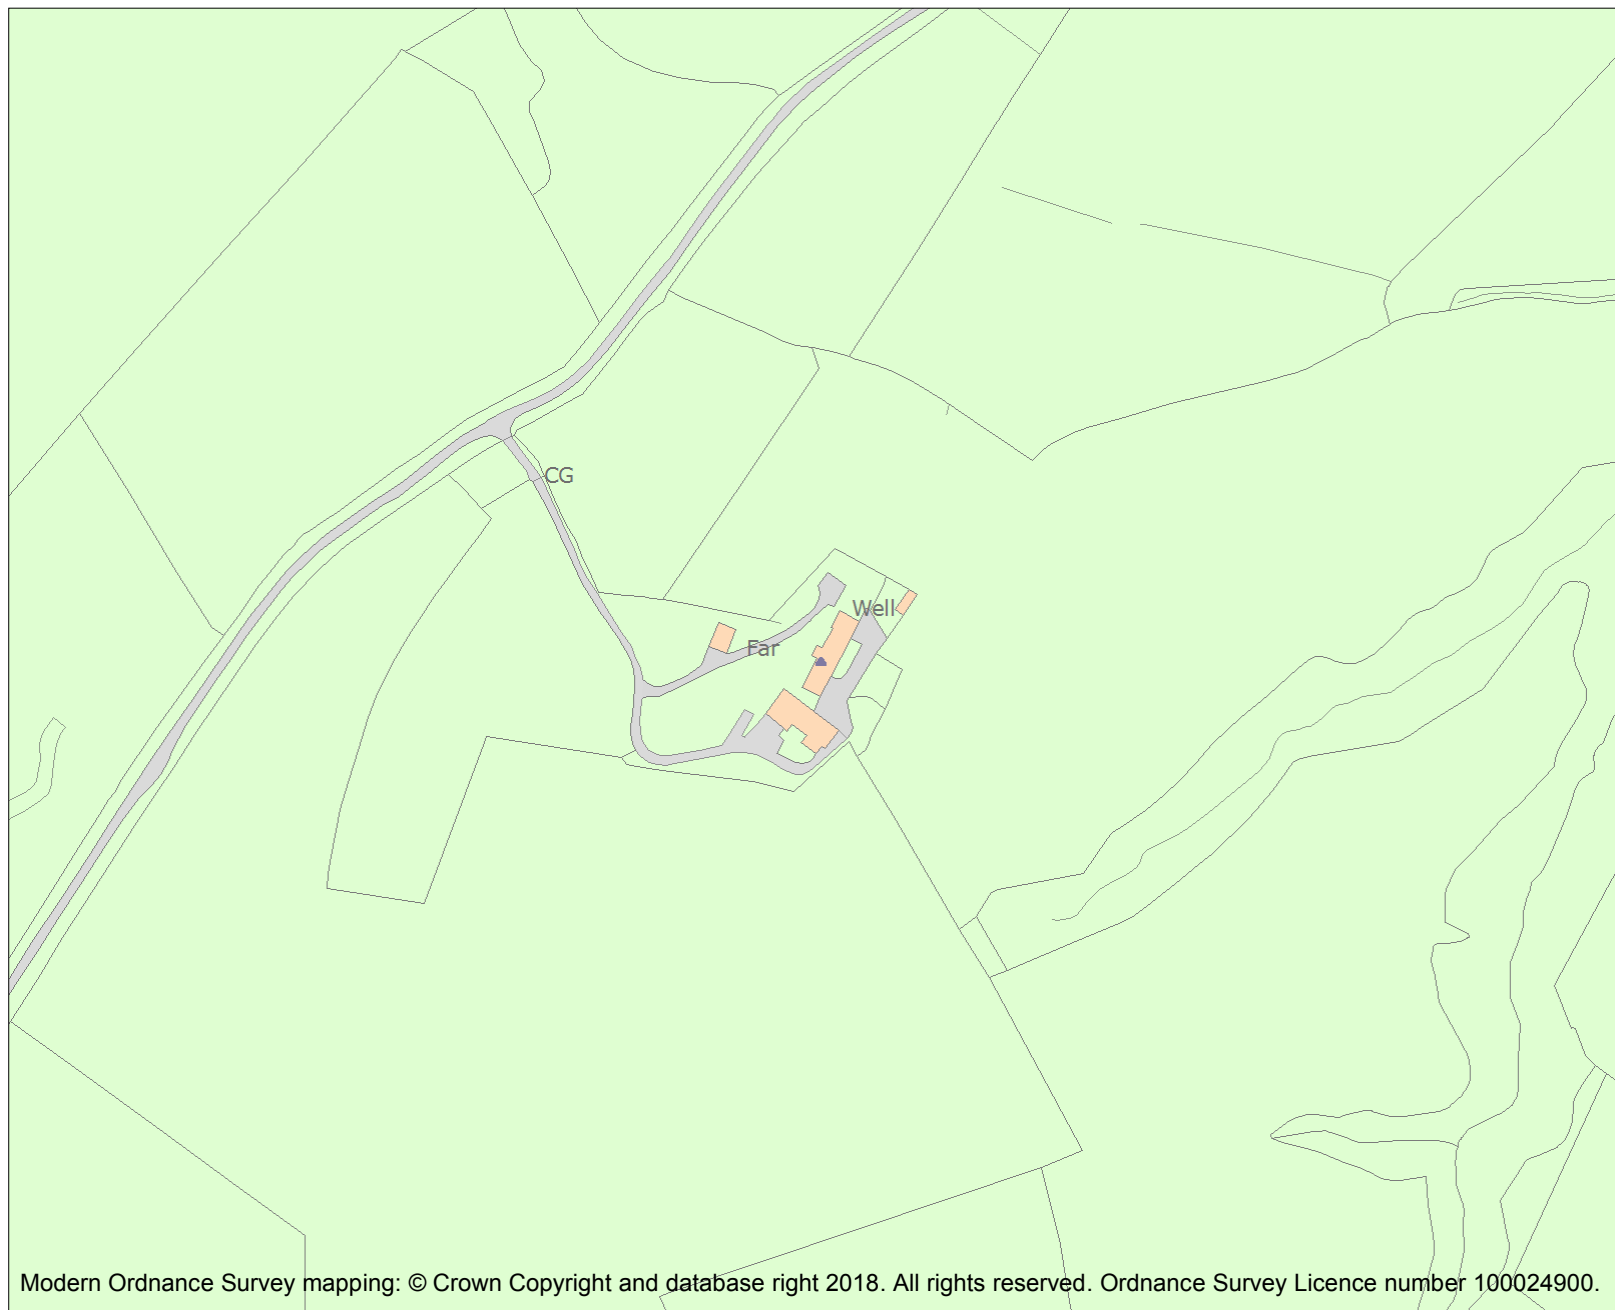 CG
Well
Far
Modern Ordnance Survey mapping: © Crown Copyright and database right 2018. All rights reserved. Ordnance Survey Licence number 100024900.